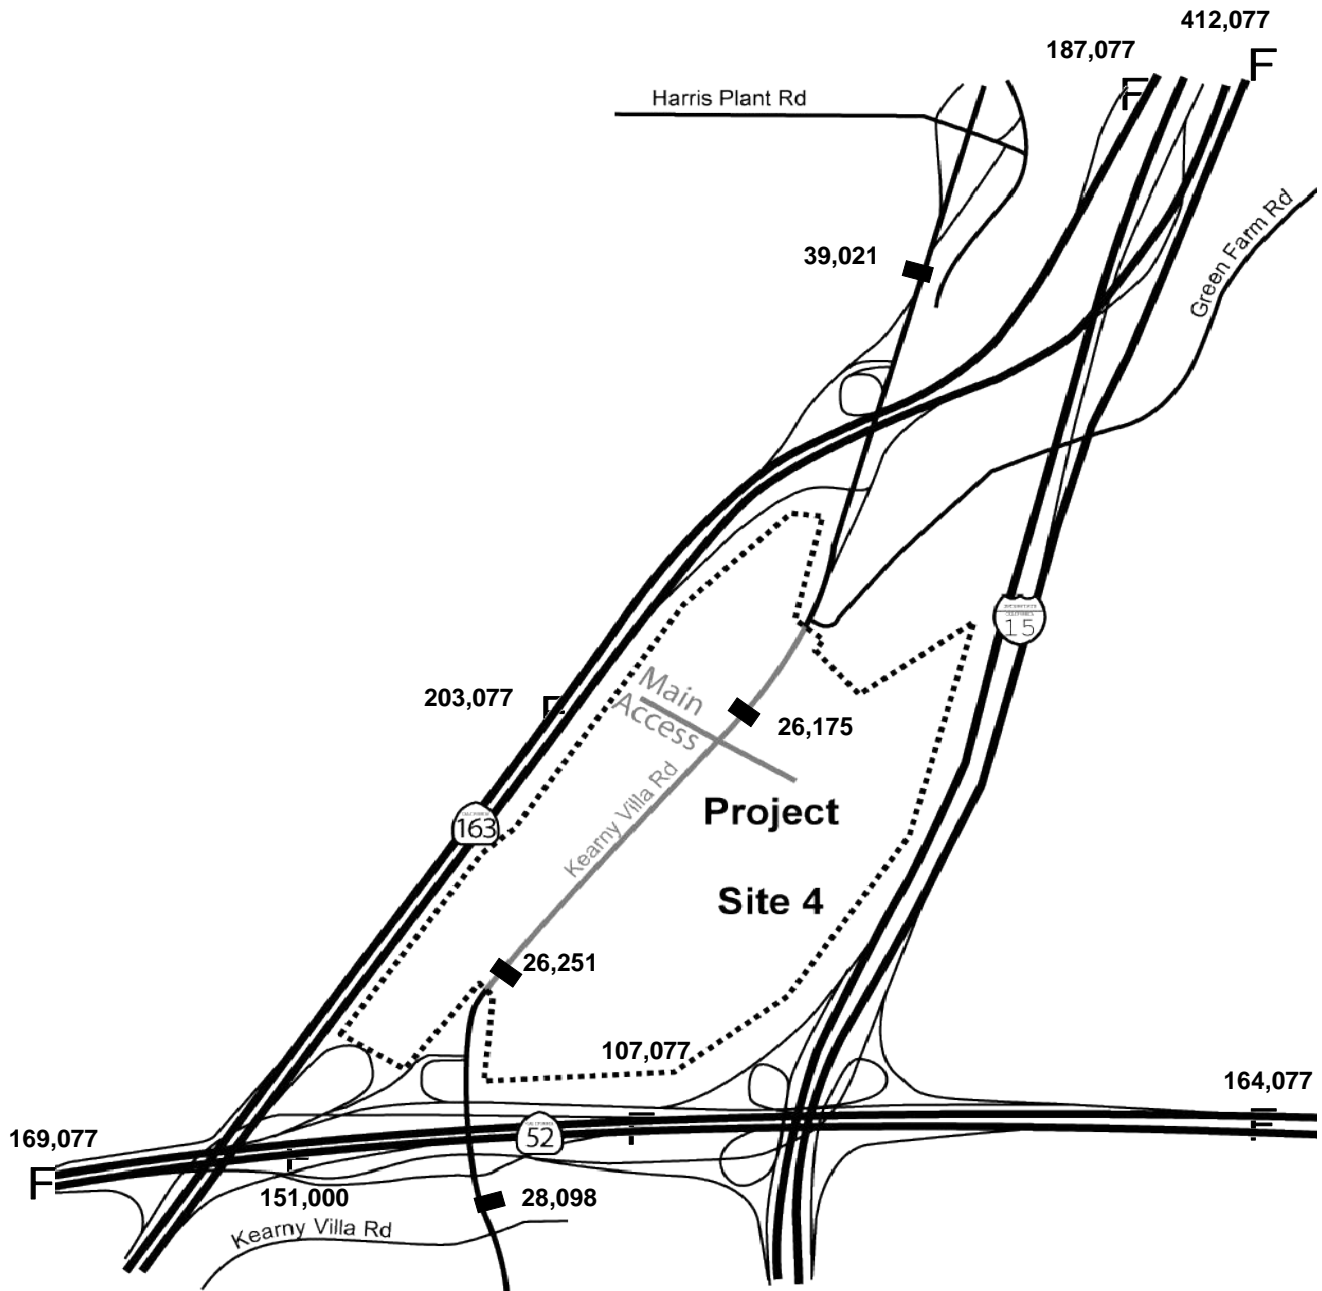 412,077
187,077
F
F
Harris Plant Rd
Green Farm Rd
39,021
15
Main
Access
203,077
F
26,175
Kearny Villa Rd
Project
163
Site 4
26,251
107,077
164,077
F
F
F
52
169,077
F
F
151,000
28,098
Kearny Villa Rd